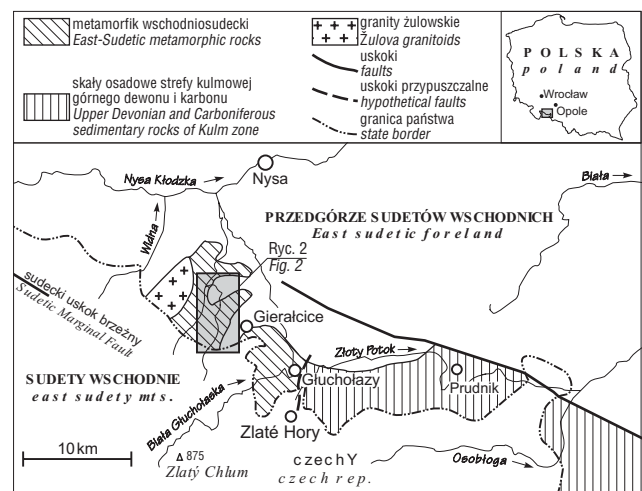 metamorfik wschodniosudecki
East-Sudetic metamorphic rocks
skały osadowe strefy kulmowej
górnego dewonu i karbonu
Upper Devonian and Carboniferous
sedimentary rocks of Kulm zone
granity żulowskie
Žulova granitoids
uskoki
faults
uskoki przypuszczalne
hypothetical faults
granica państwa
state border
POLSKA
poland
Wrocław
Opole
Nysa Kłodzka
Nysa
Biała
Widna
PRZEDGÓRZE SUDETÓW WSCHODNICH
East sudetic foreland
Ryc. 2
Fig. 2
sudecki uskok brzeżny
Sudetic Marginal Fault
Gierałcice
Złoty Potok
SUDETY WSCHODNIE
east sudety mts.
Głuchołazy
Prudnik
Biała Głuchołaska
Zlaté Hory
10 km
Δ 875
Zlatý Chlum
czechY
czech rep.
Osobłoga